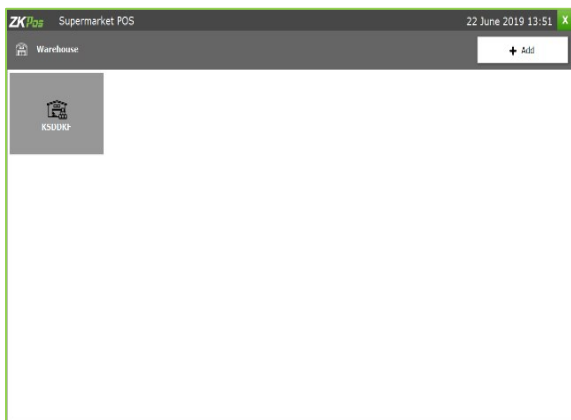 ZKPos Supermarket POS 22 June 2019 13:51 X
Warehouse + Add
KSDDKF